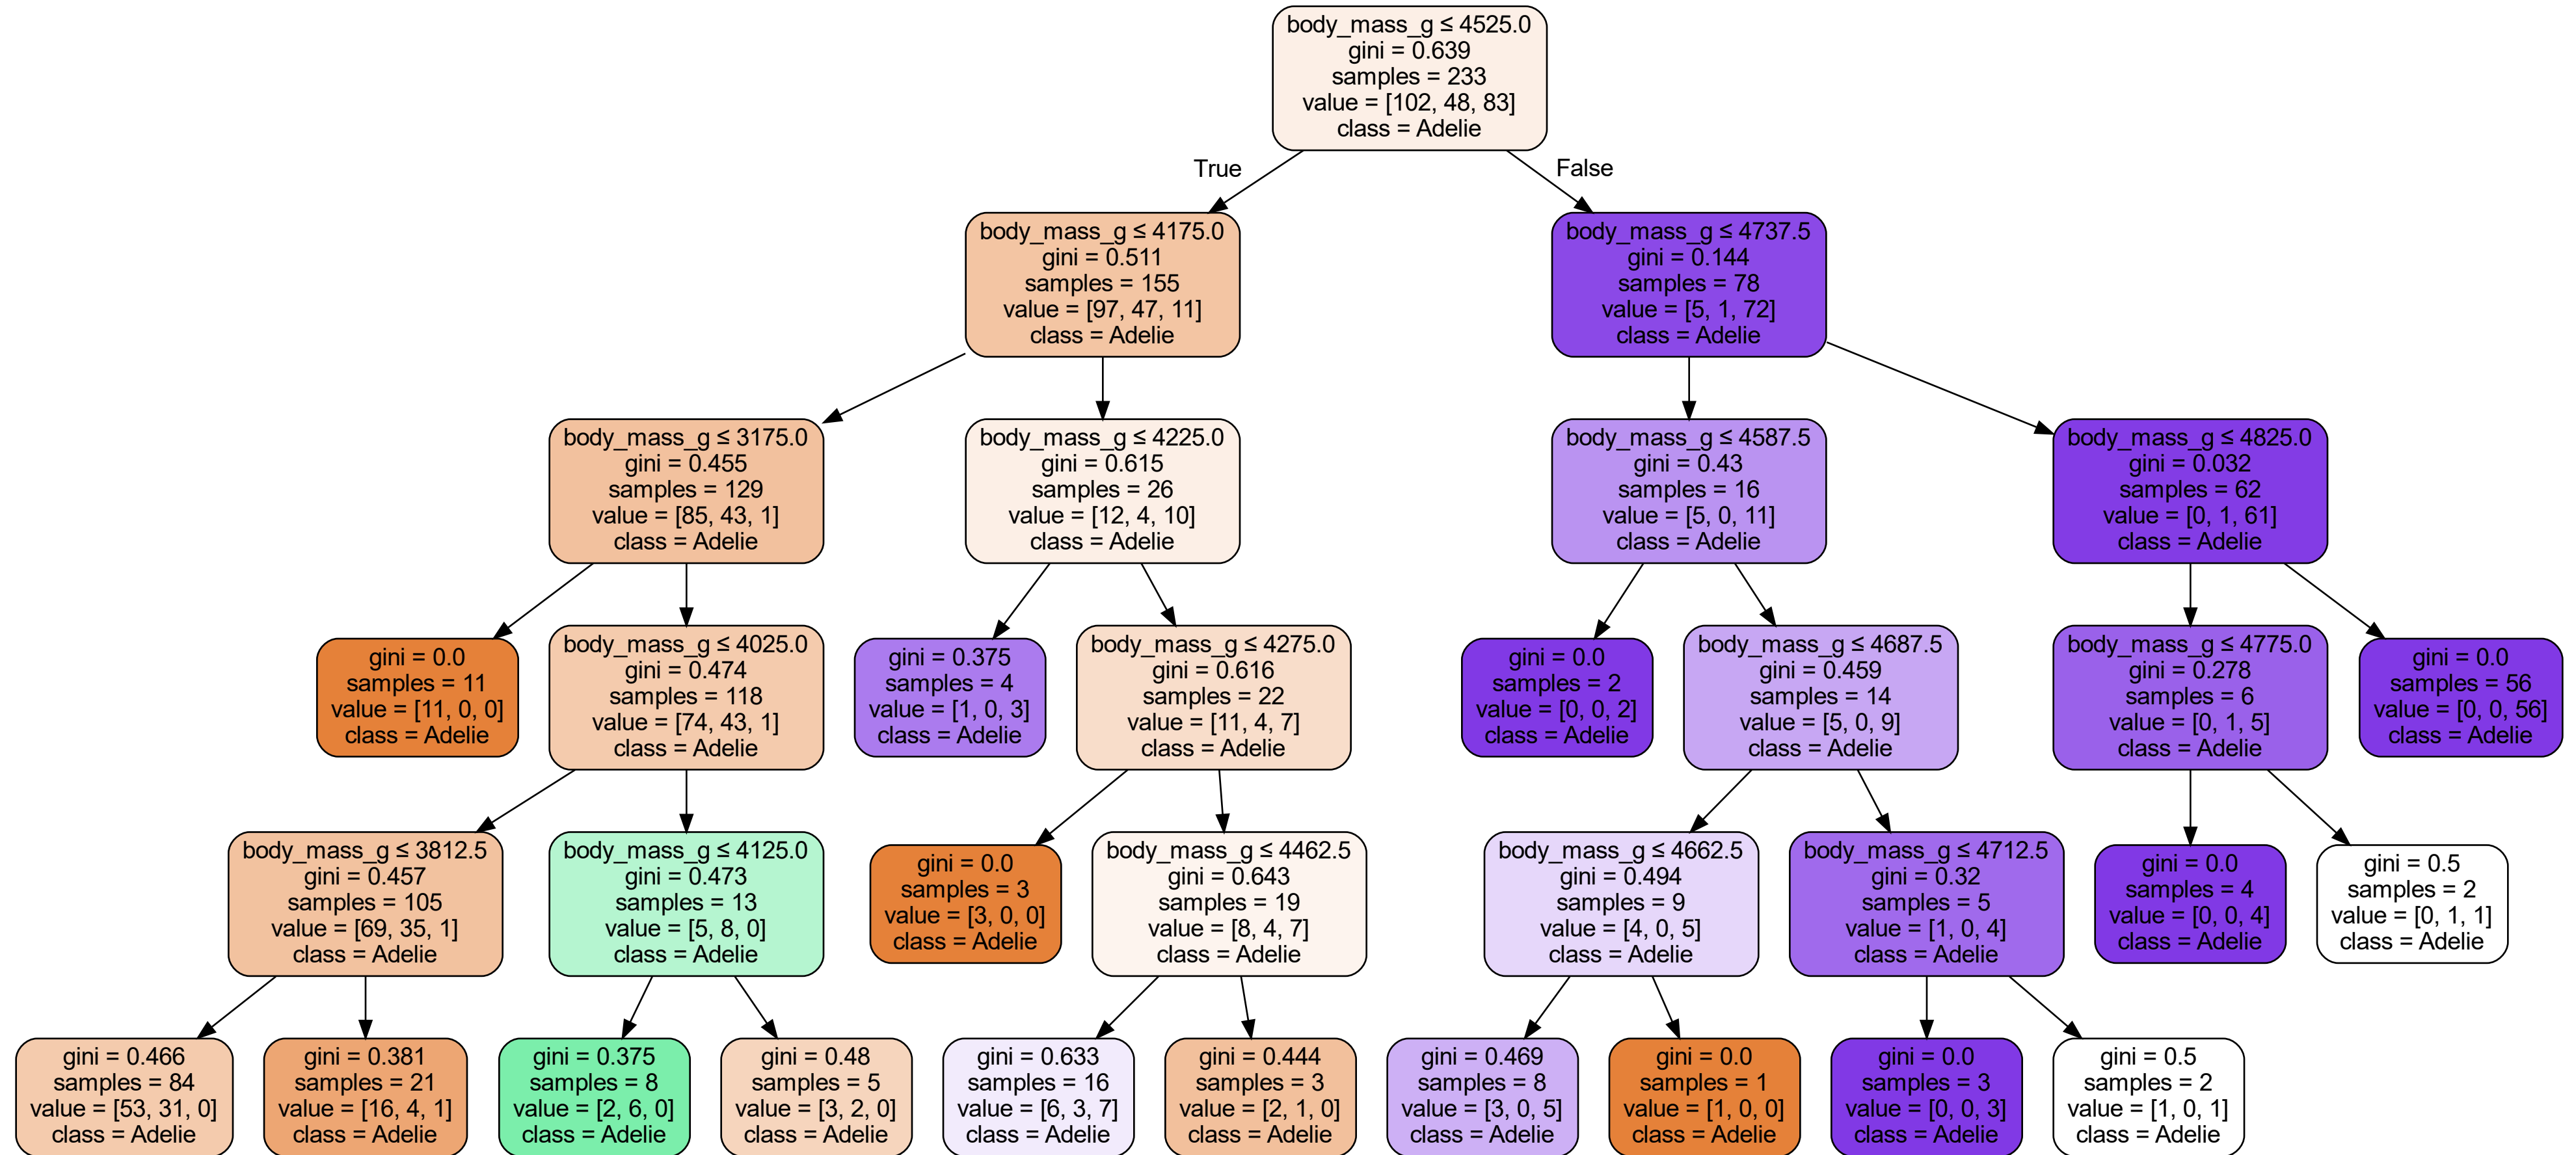 body_mass_g ≤ 4525.0
gini = 0.639
samples = 233
value = [102, 48, 83]
class = Adelie
True
False
body_mass_g ≤ 4175.0
gini = 0.511
samples = 155
value = [97, 47, 11]
class = Adelie
body_mass_g ≤ 4737.5
gini = 0.144
samples = 78
value = [5, 1, 72]
class = Adelie
body_mass_g ≤ 3175.0
gini = 0.455
samples = 129
value = [85, 43, 1]
class = Adelie
body_mass_g ≤ 4225.0
gini = 0.615
samples = 26
value = [12, 4, 10]
class = Adelie
body_mass_g ≤ 4587.5
gini = 0.43
samples = 16
value = [5, 0, 11]
class = Adelie
body_mass_g ≤ 4825.0
gini = 0.032
samples = 62
value = [0, 1, 61]
class = Adelie
gini = 0.0
samples = 11
value = [11, 0, 0]
class = Adelie
body_mass_g ≤ 4025.0
gini = 0.474
samples = 118
value = [74, 43, 1]
class = Adelie
gini = 0.375
samples = 4
value = [1, 0, 3]
class = Adelie
body_mass_g ≤ 4275.0
gini = 0.616
samples = 22
value = [11, 4, 7]
class = Adelie
gini = 0.0
samples = 2
value = [0, 0, 2]
class = Adelie
body_mass_g ≤ 4687.5
gini = 0.459
samples = 14
value = [5, 0, 9]
class = Adelie
body_mass_g ≤ 4775.0
gini = 0.278
samples = 6
value = [0, 1, 5]
class = Adelie
gini = 0.0
samples = 56
value = [0, 0, 56]
class = Adelie
body_mass_g ≤ 3812.5
gini = 0.457
samples = 105
value = [69, 35, 1]
class = Adelie
body_mass_g ≤ 4125.0
gini = 0.473
samples = 13
value = [5, 8, 0]
class = Adelie
gini = 0.0
samples = 3
value = [3, 0, 0]
class = Adelie
body_mass_g ≤ 4462.5
gini = 0.643
samples = 19
value = [8, 4, 7]
class = Adelie
body_mass_g ≤ 4662.5
gini = 0.494
samples = 9
value = [4, 0, 5]
class = Adelie
body_mass_g ≤ 4712.5
gini = 0.32
samples = 5
value = [1, 0, 4]
class = Adelie
gini = 0.0
samples = 4
value = [0, 0, 4]
class = Adelie
gini = 0.5
samples = 2
value = [0, 1, 1]
class = Adelie
gini = 0.466
samples = 84
value = [53, 31, 0]
class = Adelie
gini = 0.381
samples = 21
value = [16, 4, 1]
class = Adelie
gini = 0.375
samples = 8
value = [2, 6, 0]
class = Adelie
gini = 0.48
samples = 5
value = [3, 2, 0]
class = Adelie
gini = 0.633
samples = 16
value = [6, 3, 7]
class = Adelie
gini = 0.444
samples = 3
value = [2, 1, 0]
class = Adelie
gini = 0.469
samples = 8
value = [3, 0, 5]
class = Adelie
gini = 0.0
samples = 1
value = [1, 0, 0]
class = Adelie
gini = 0.0
samples = 3
value = [0, 0, 3]
class = Adelie
gini = 0.5
samples = 2
value = [1, 0, 1]
class = Adelie